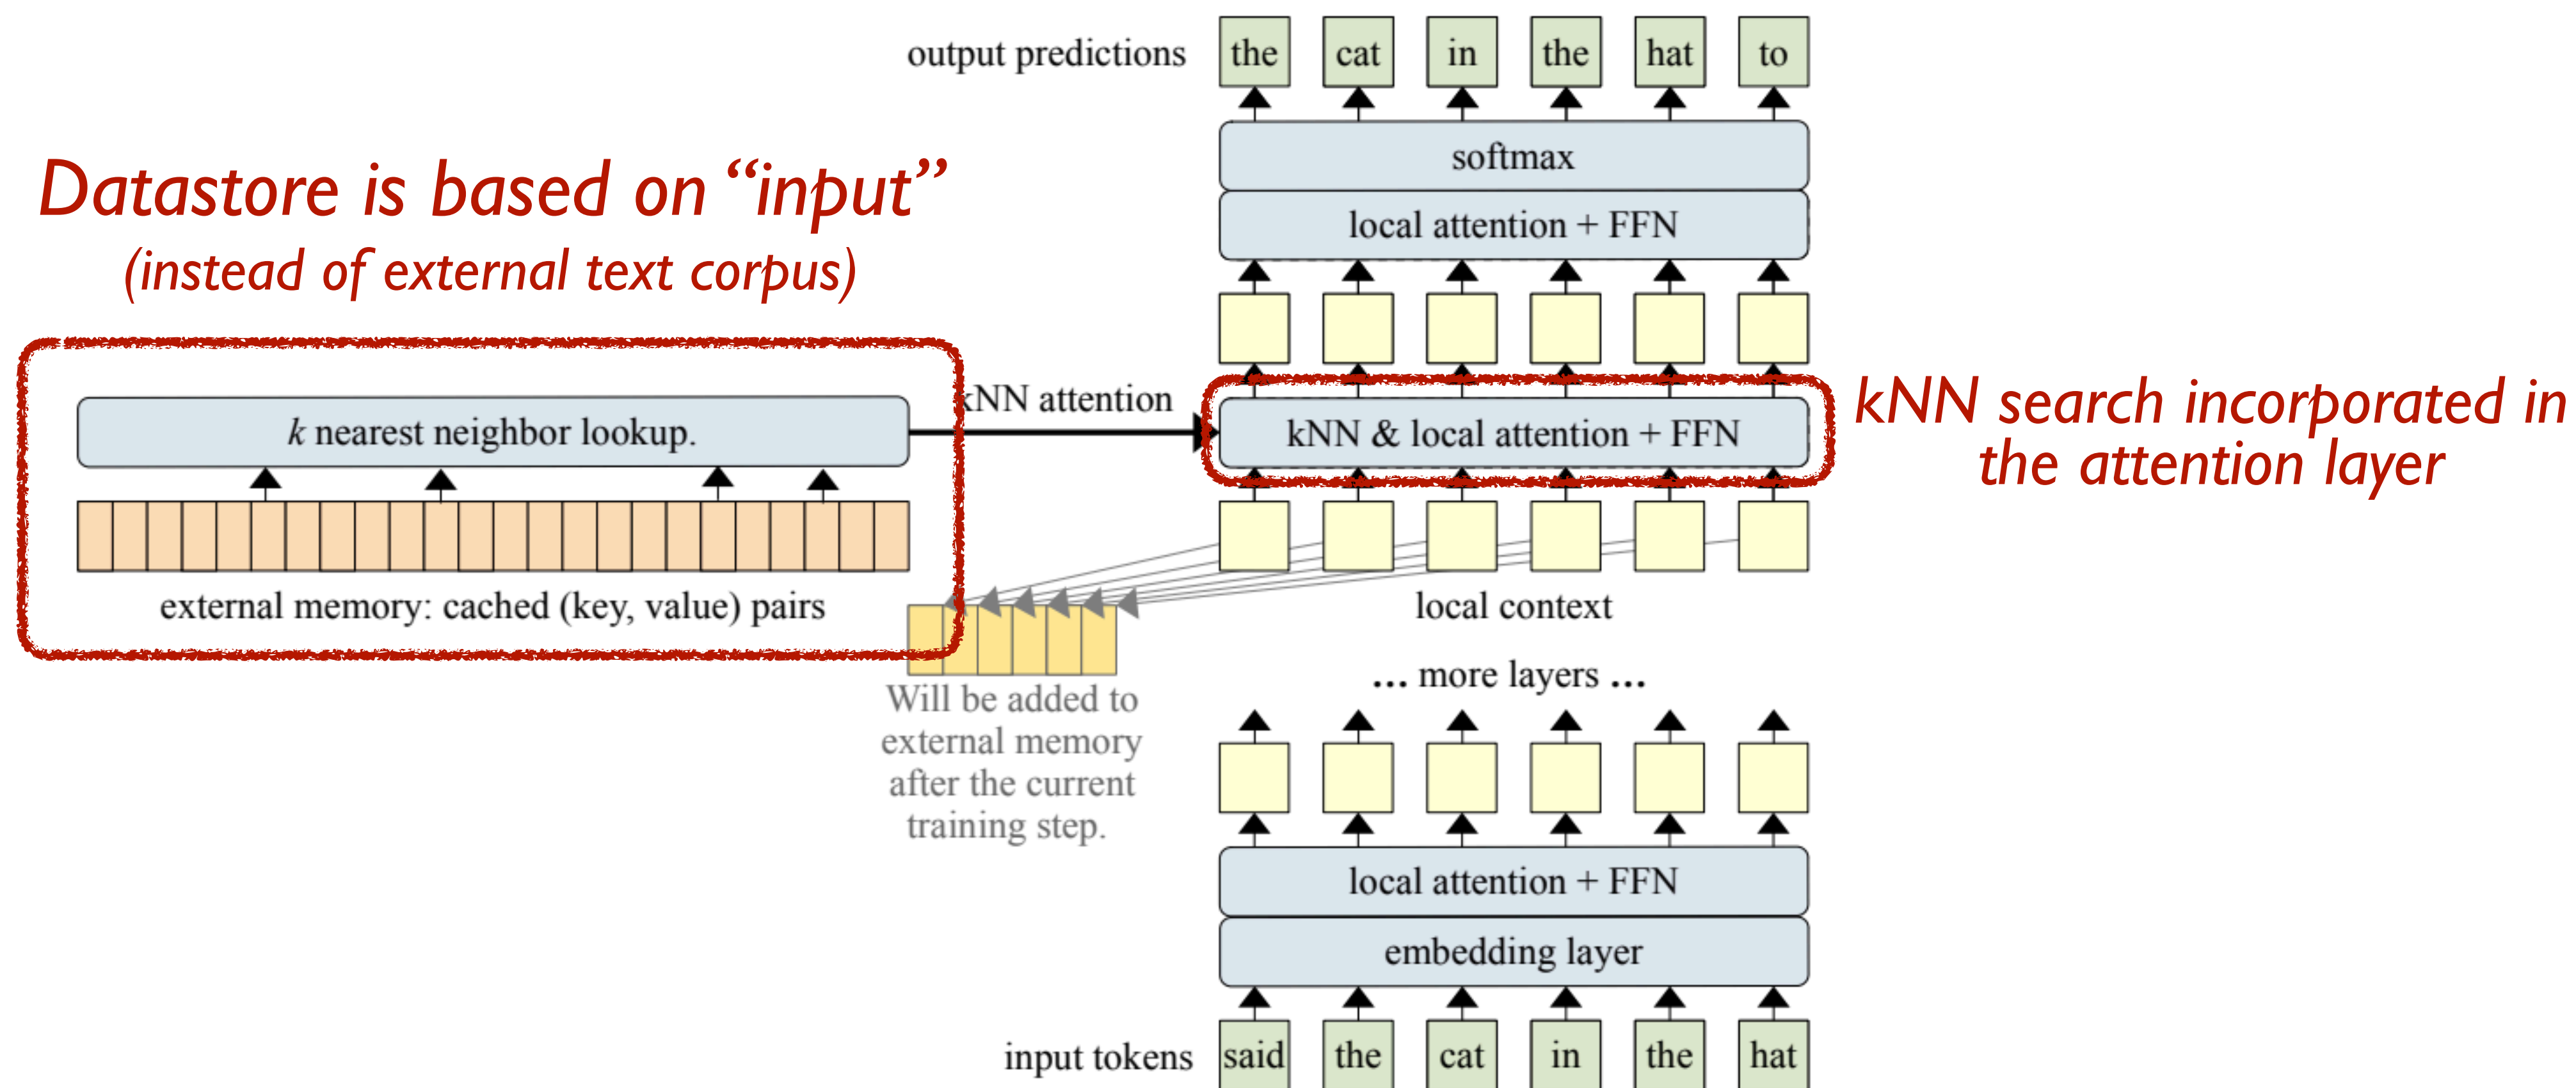 output predictions
the cat in the hat to
softmax
local attention + FFN
Datastore is based on “input”
(instead of external text corpus)
kNN attention
k nearest neighbor lookup.
kNN & local attention + FFN
kNN search incorporated in
the attention layer
external memory: cached (key, value) pairs
local context
Will be added to
external memory
after the current
training step.
... more layers ...
local attention + FFN
embedding layer
input tokens
said the cat in the hat